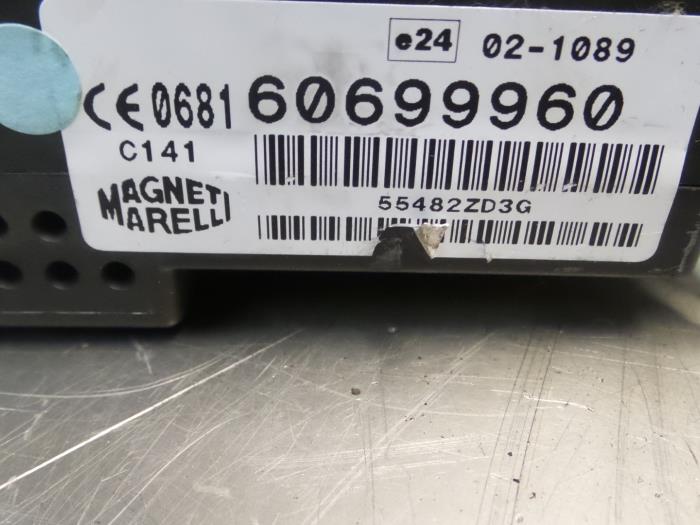 e24 02-1089
CE0681 60699960
C141
MAGNETI
MARELLI
55482ZD3G